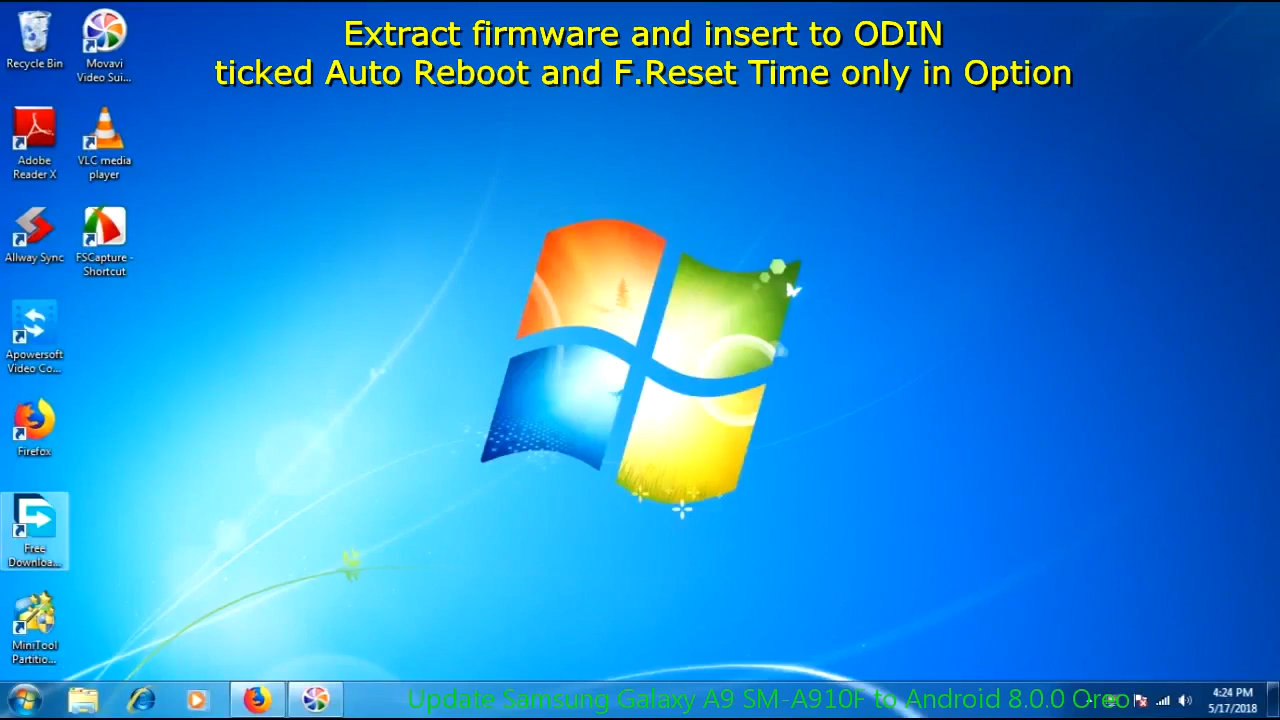 Extract firmware and insert to ODIN
ticked Auto Reboot and F.Reset Time only in Option
Recycle Bin
Movavi
Video Sui...
Adobe
Reader X
VLC media
player
Allway Sync
FSCapture -
Shortcut
Apowersoft
Video Co...
Firefox
Free
Downloa...
MiniTool
Partitio...
Update Samsung Galaxy A9 SM-A910F to Android 8.0.0 Oreo
4:24 PM
5/17/2018